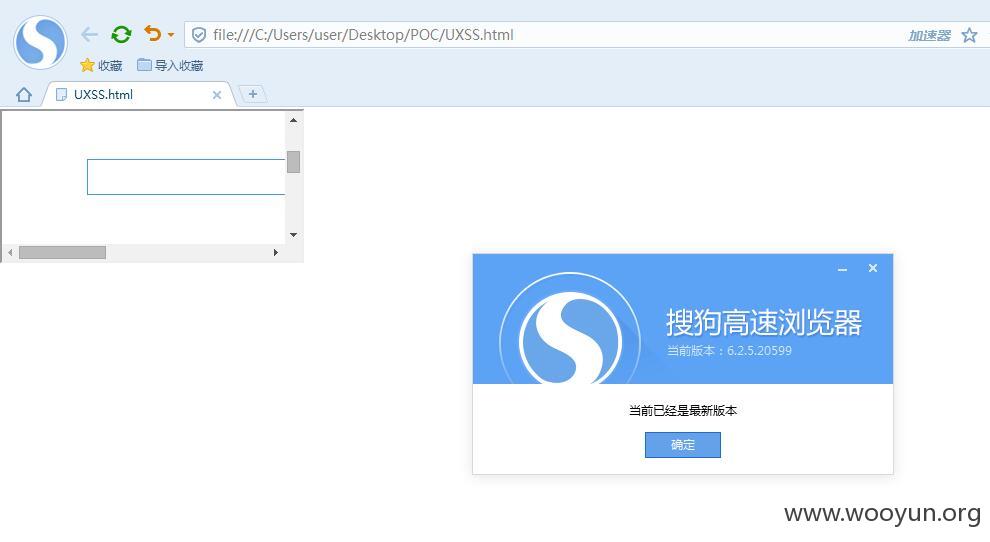 file:///C:/Users/user/Desktop/POC/UXSS.html
加速器
收藏
导入收藏
UXSS.html
搜狗高速浏览器
当前版本：6.2.5.20599
当前已经是最新版本
确定
www.wooyun.org